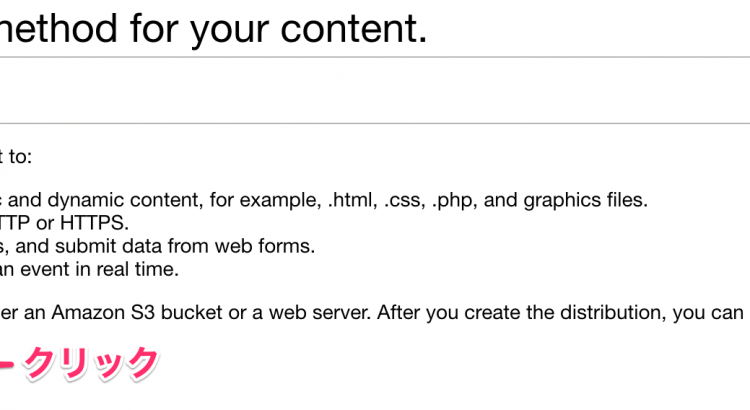 method for your content.
t to:
c and dynamic content, for example, .html, .css, .php, and graphics files.
TTP or HTTPS.
s, and submit data from web forms.
an event in real time.
er an Amazon S3 bucket or a web server. After you create the distribution, you can
クリック